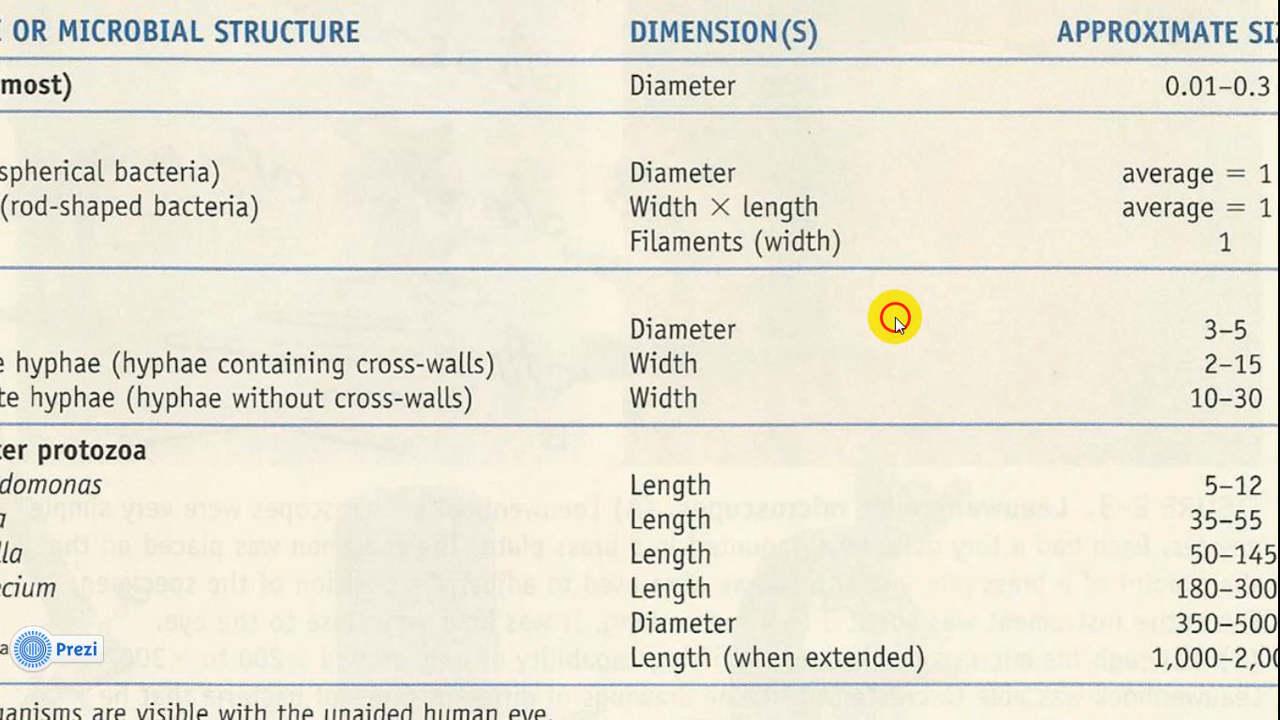 E OR MICROBIAL STRUCTURE DIMENSION(S) APPROXIMATE SIZ
most) Diameter 0.01–0.3
spherical bacteria) Diameter average = 1
(rod-shaped bacteria) Width × length average = 1
Filaments (width) 1
Diameter 3–5
e hyphae (hyphae containing cross-walls) Width 2–15
te hyphae (hyphae without cross-walls) Width 10–30
ter protozoa
domonas Length 5–12
a Length 35–55
lla Length 50–145
ecium Length 180–300
Diameter 350–500
Prezi
Length (when extended) 1,000–2,00
anisms are visible with the unaided human eye.